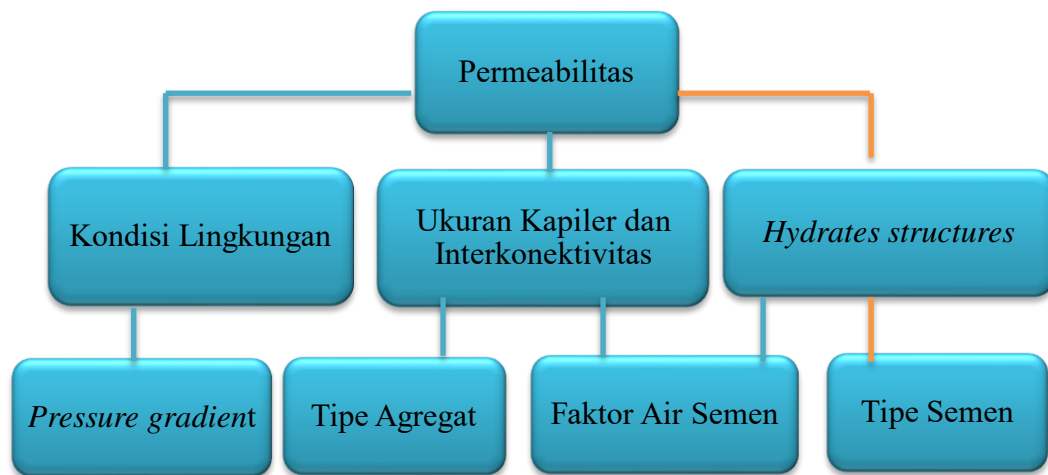 Permeabilitas
Kondisi Lingkungan
Ukuran Kapiler dan
Interkonektivitas
Hydrates structures
Pressure gradient
Tipe Agregat
Faktor Air Semen
Tipe Semen